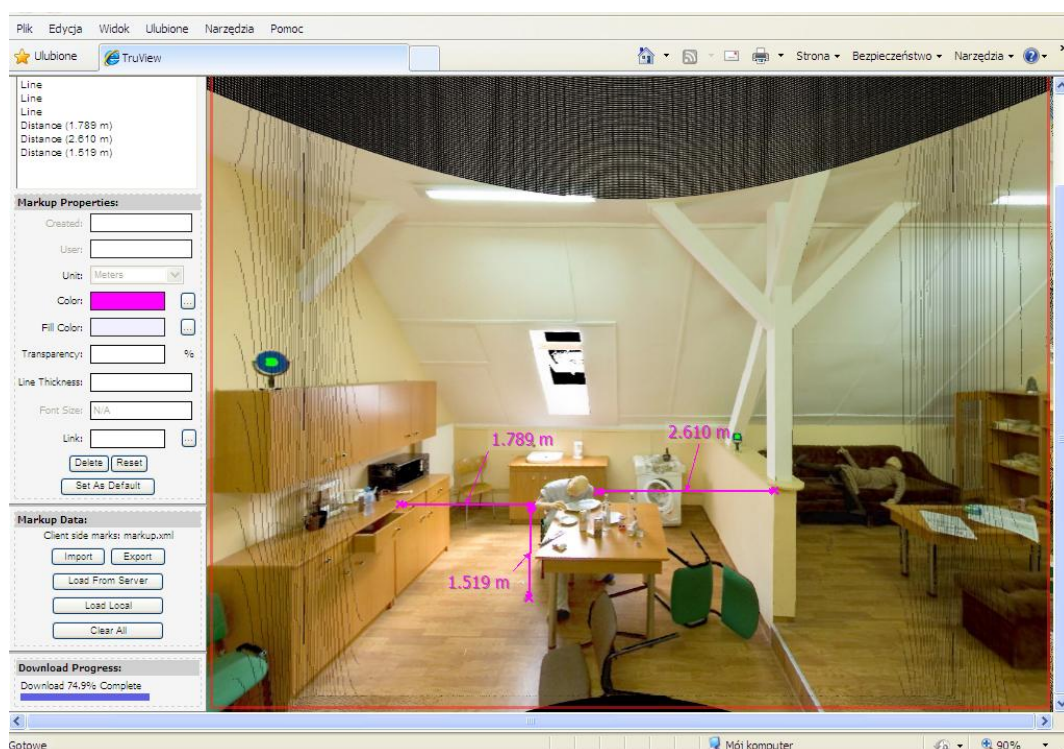 Plik Edycja Widok Ulubione Narzędzia Pomoc
Ulubione TruView Strona Bezpieczeństwo Narzędzia
Line
Line
Line
Distance (1.789 m)
Distance (2.610 m)
Distance (1.519 m)
Markup Properties:
Created:
User:
Unit: Meters
Color: ...
Fill Color: ...
Transparency: %
Line Thickness:
Font Size: N/A
Link: ...
Delete Reset
Set As Default
Markup Data:
Client side marks: markup.xml
Import Export
Load From Server
Load Local
Clear All
Download Progress:
Download 74.9% Complete
1.789 m
2.610 m
1.519 m
Gotowe Mój komputer 90%